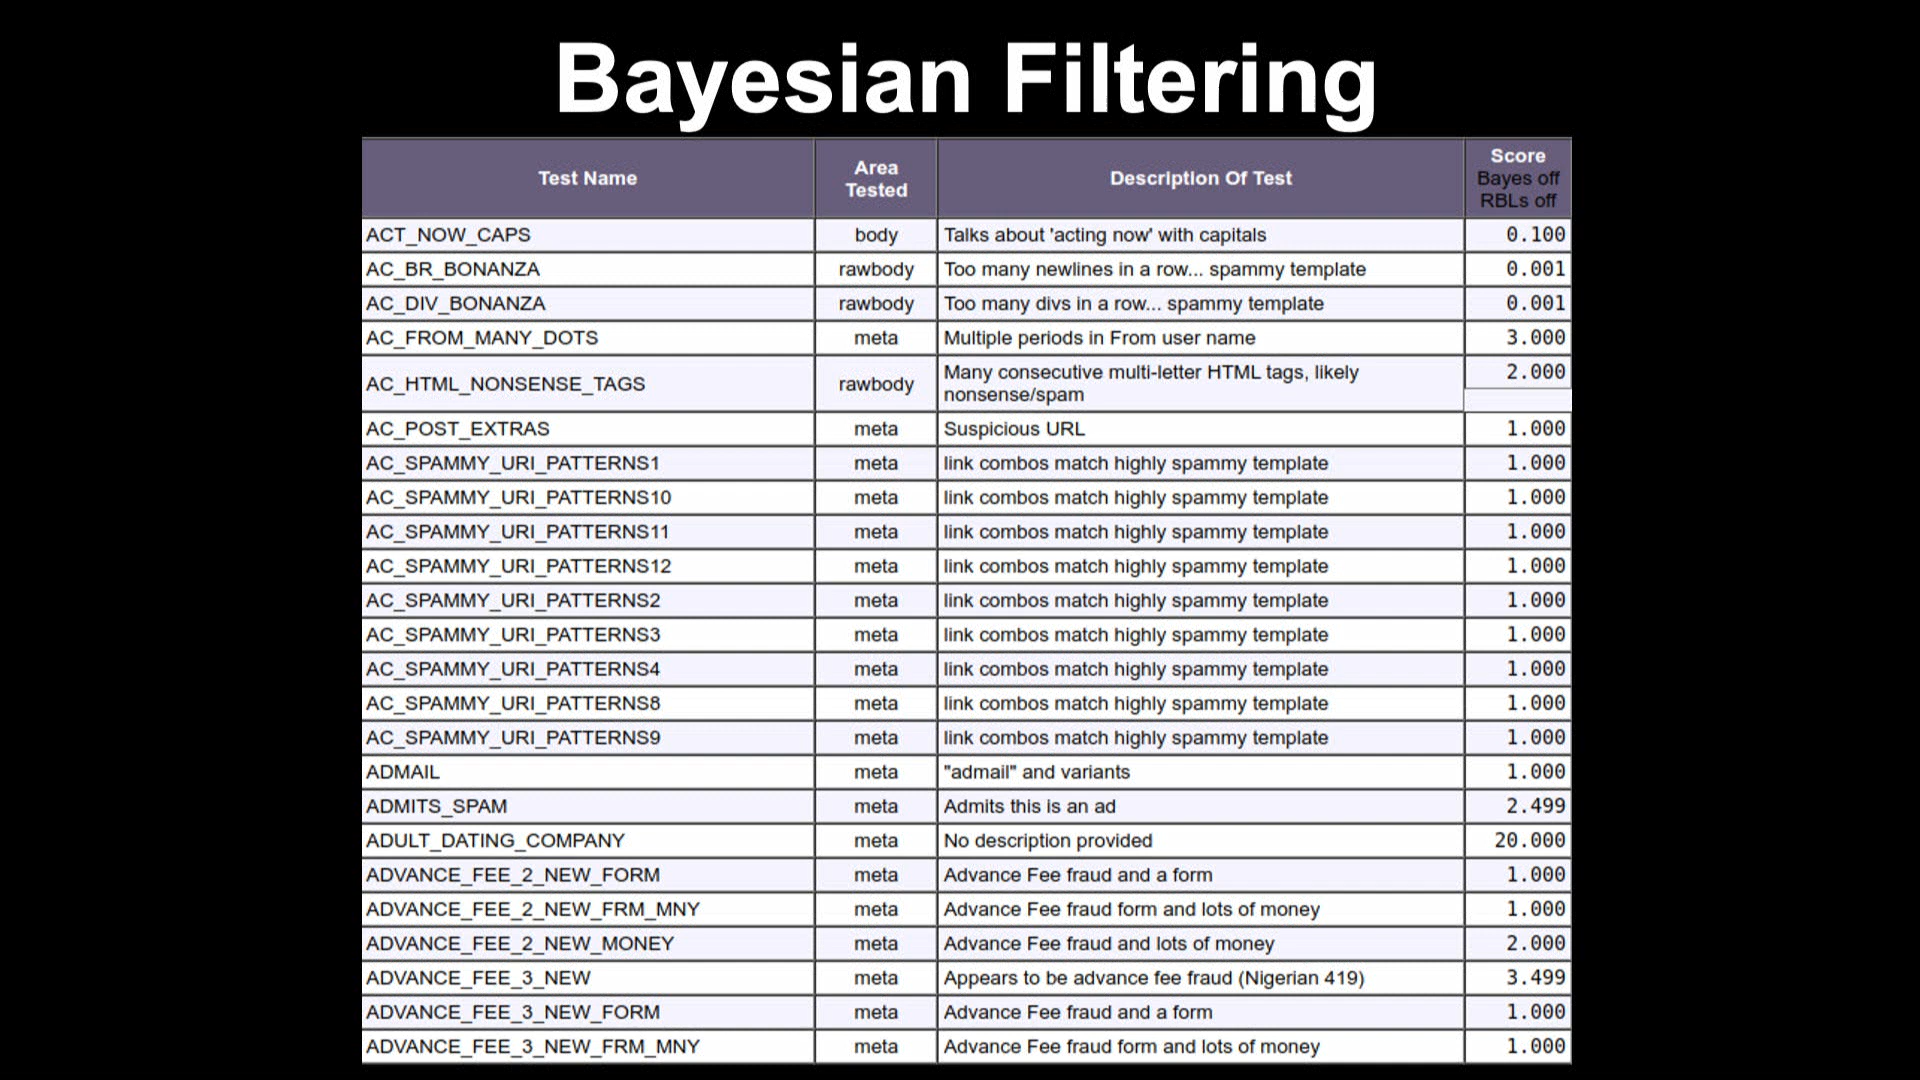 Bayesian Filtering
Test Name Area Tested Description Of Test Score Bayes off RBLs off
ACT_NOW_CAPS body Talks about 'acting now' with capitals 0.100
AC_BR_BONANZA rawbody Too many newlines in a row... spammy template 0.001
AC_DIV_BONANZA rawbody Too many divs in a row... spammy template 0.001
AC_FROM_MANY_DOTS meta Multiple periods in From user name 3.000
AC_HTML_NONSENSE_TAGS rawbody Many consecutive multi-letter HTML tags, likely nonsense/spam 2.000
AC_POST_EXTRAS meta Suspicious URL 1.000
AC_SPAMMY_URI_PATTERNS1 meta link combos match highly spammy template 1.000
AC_SPAMMY_URI_PATTERNS10 meta link combos match highly spammy template 1.000
AC_SPAMMY_URI_PATTERNS11 meta link combos match highly spammy template 1.000
AC_SPAMMY_URI_PATTERNS12 meta link combos match highly spammy template 1.000
AC_SPAMMY_URI_PATTERNS2 meta link combos match highly spammy template 1.000
AC_SPAMMY_URI_PATTERNS3 meta link combos match highly spammy template 1.000
AC_SPAMMY_URI_PATTERNS4 meta link combos match highly spammy template 1.000
AC_SPAMMY_URI_PATTERNS8 meta link combos match highly spammy template 1.000
AC_SPAMMY_URI_PATTERNS9 meta link combos match highly spammy template 1.000
ADMAIL meta "admail" and variants 1.000
ADMITS_SPAM meta Admits this is an ad 2.499
ADULT_DATING_COMPANY meta No description provided 20.000
ADVANCE_FEE_2_NEW_FORM meta Advance Fee fraud and a form 1.000
ADVANCE_FEE_2_NEW_FRM_MNY meta Advance Fee fraud form and lots of money 1.000
ADVANCE_FEE_2_NEW_MONEY meta Advance Fee fraud and lots of money 2.000
ADVANCE_FEE_3_NEW meta Appears to be advance fee fraud (Nigerian 419) 3.499
ADVANCE_FEE_3_NEW_FORM meta Advance Fee fraud and a form 1.000
ADVANCE_FEE_3_NEW_FRM_MNY meta Advance Fee fraud form and lots of money 1.000